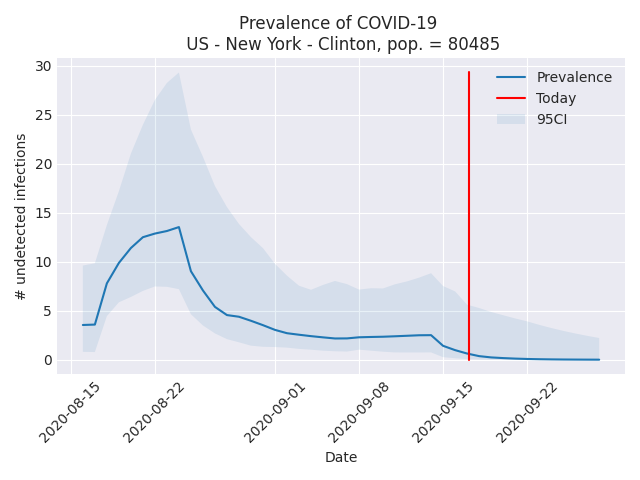 Prevalence of COVID-19
US - New York - Clinton, pop. = 80485
# undetected infections
30
25
20
15
10
5
0
Prevalence
Today
95CI
2020-08-15
2020-08-22
2020-09-01
2020-09-08
2020-09-15
2020-09-22
Date